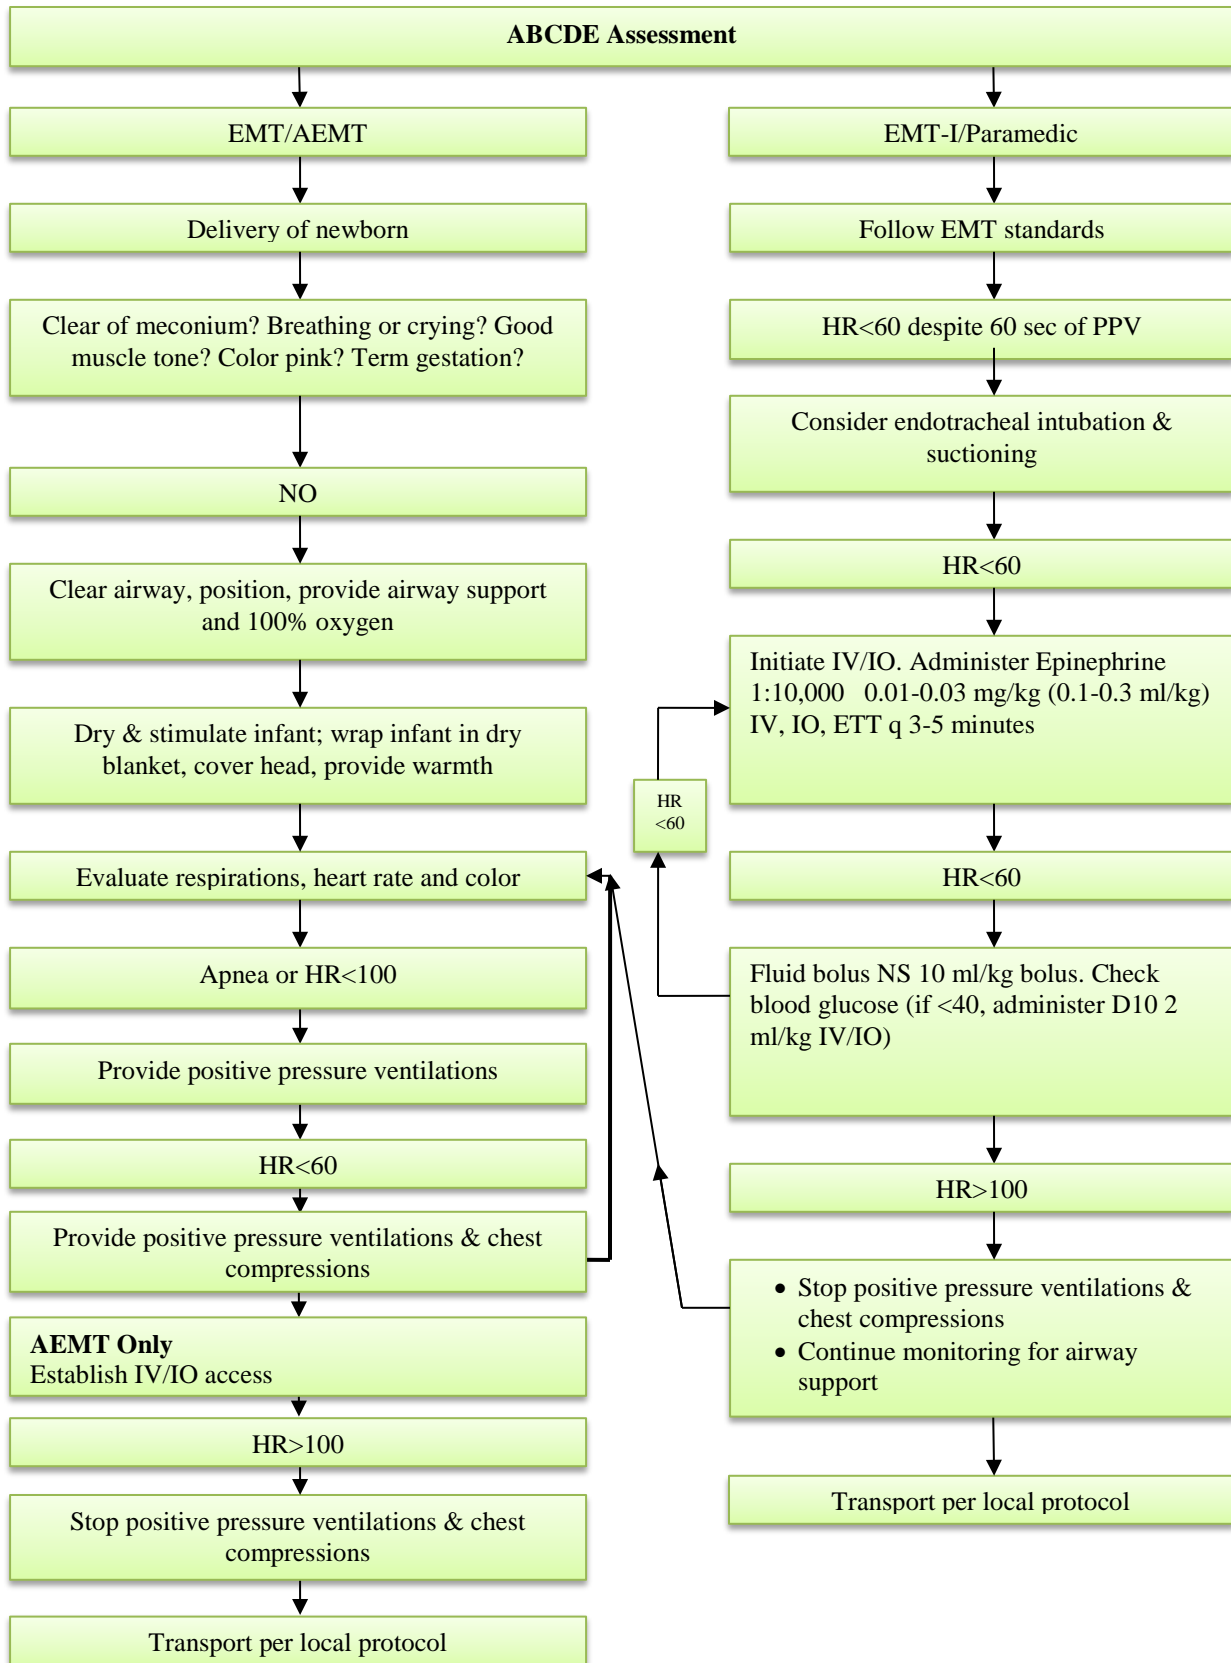 ABCDE Assessment
EMT/AEMT
Delivery of newborn
Clear of meconium? Breathing or crying? Good
muscle tone? Color pink? Term gestation?
NO
Clear airway, position, provide airway support
and 100% oxygen
Dry & stimulate infant; wrap infant in dry
blanket, cover head, provide warmth
Evaluate respirations, heart rate and color
Apnea or HR<100
Provide positive pressure ventilations
HR<60
Provide positive pressure ventilations & chest
compressions
AEMT Only
Establish IV/IO access
HR>100
Stop positive pressure ventilations & chest
compressions
Transport per local protocol
EMT-I/Paramedic
Follow EMT standards
HR<60 despite 60 sec of PPV
Consider endotracheal intubation &
suctioning
HR<60
Initiate IV/IO. Administer Epinephrine
1:10,000 0.01-0.03 mg/kg (0.1-0.3 ml/kg)
IV, IO, ETT q 3-5 minutes
HR
<60
HR<60
Fluid bolus NS 10 ml/kg bolus. Check
blood glucose (if <40, administer D10 2
ml/kg IV/IO)
HR>100
• Stop positive pressure ventilations &
chest compressions
• Continue monitoring for airway
support
Transport per local protocol